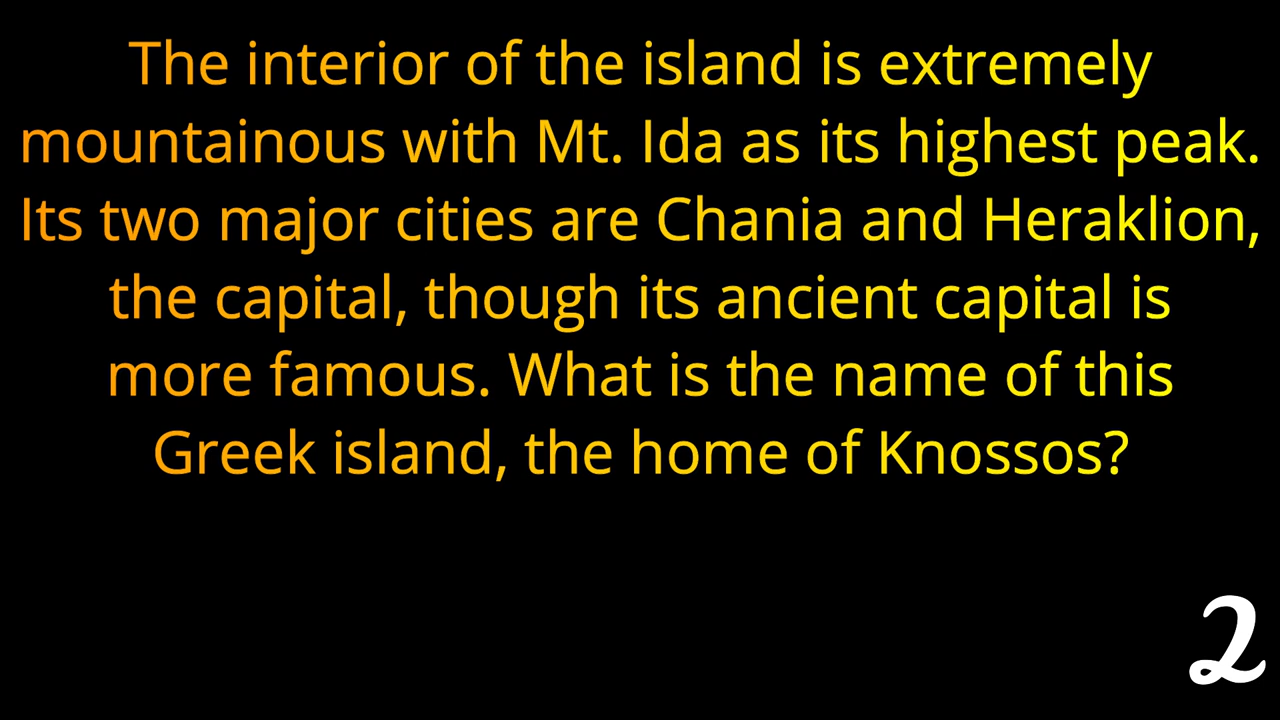 The interior of the island is extremely
mountainous with Mt. Ida as its highest peak.
Its two major cities are Chania and Heraklion,
the capital, though its ancient capital is
more famous. What is the name of this
Greek island, the home of Knossos?
2